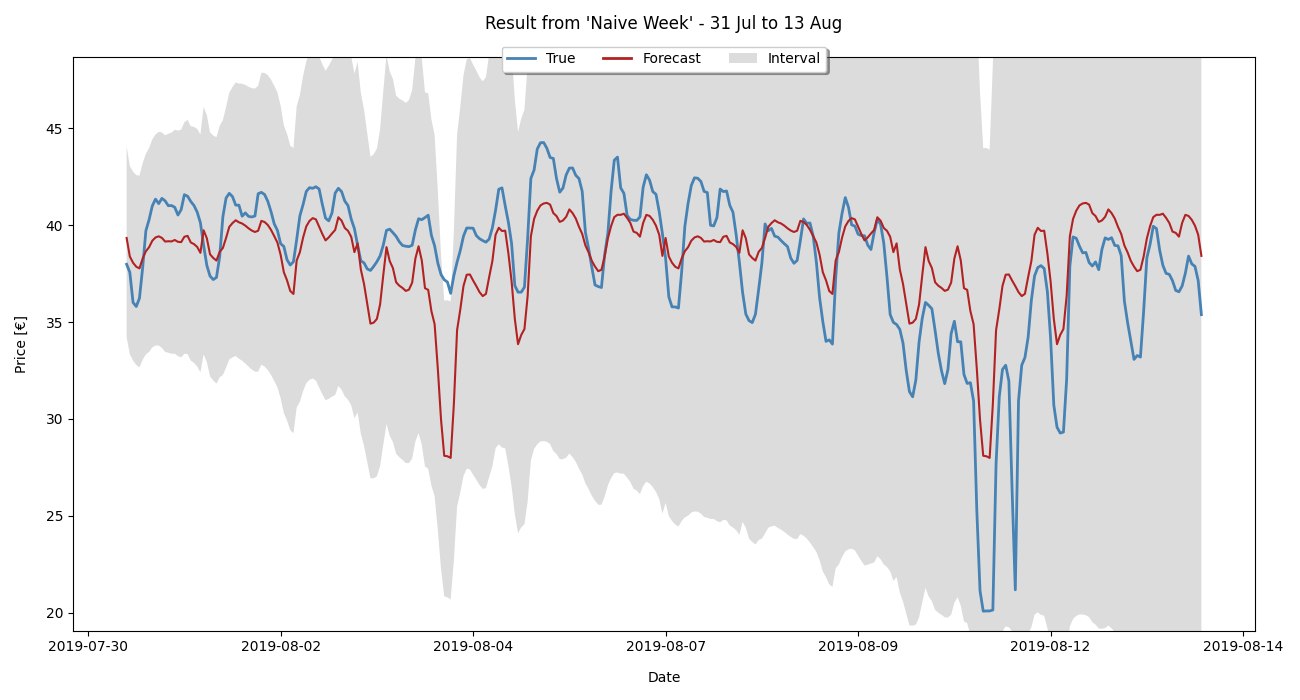 Result from 'Naive Week' - 31 Jul to 13 Aug
True Forecast Interval
45
40
35
30
25
20
Price [€]
2019-07-30 2019-08-02 2019-08-04 2019-08-07 2019-08-09 2019-08-12 2019-08-14
Date